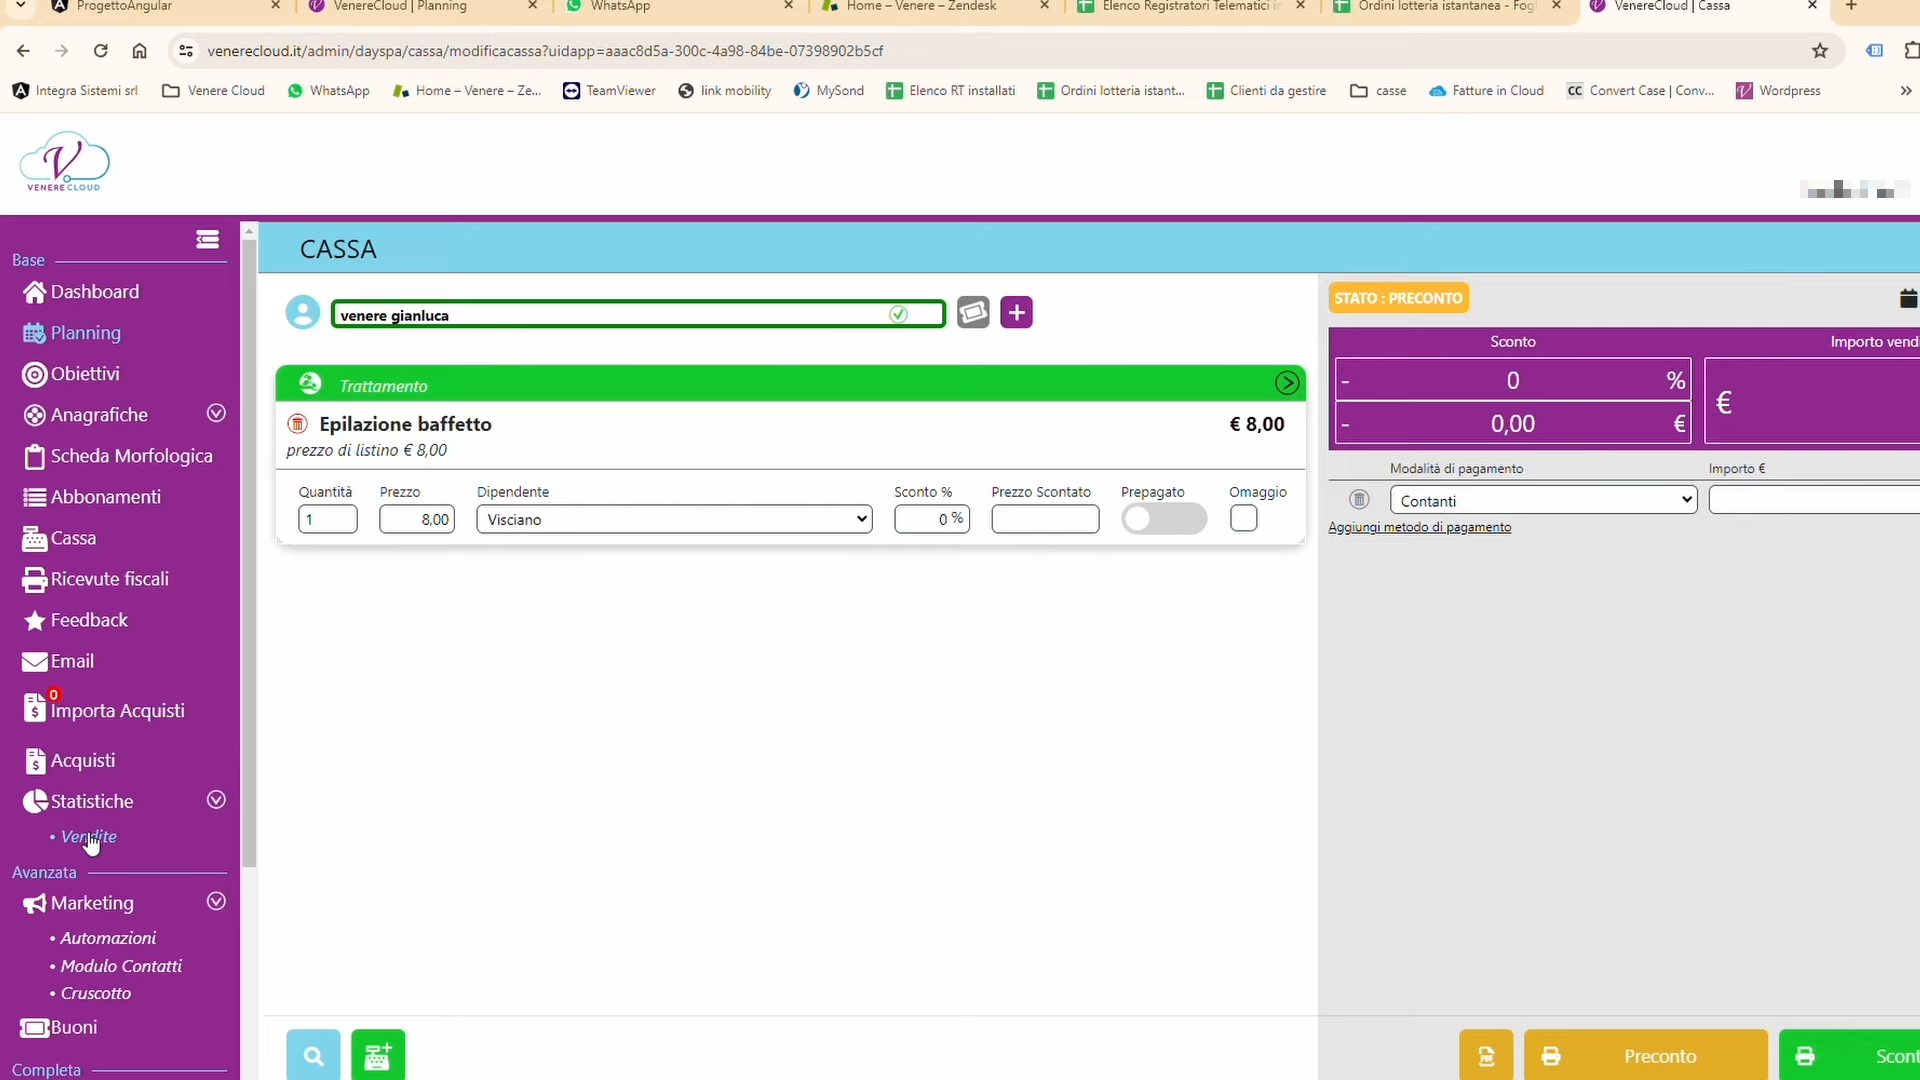 ProgettoAngular
VenereCloud | Planning
WhatsApp
Home – Venere – Zendesk
Elenco Registratori Telematici in
Ordini lotteria istantanea - Fogl
VenereCloud | Cassa
venerecloud.it/admin/dayspa/cassa/modificacassa?uidapp=aaac8d5a-300c-4a98-84be-07398902b5cf
Integra Sistemi srl
Venere Cloud
WhatsApp
Home – Venere – Ze...
TeamViewer
link mobility
MySond
Elenco RT installati
Ordini lotteria istant...
Clienti da gestire
casse
Fatture in Cloud
CC Convert Case | Conv...
Wordpress
»
V
VENERECLOUD
Base
Dashboard
Planning
Obiettivi
Anagrafiche
Scheda Morfologica
Abbonamenti
Cassa
Ricevute fiscali
Feedback
Email
0
Importa Acquisti
Acquisti
Statistiche
• Vendite
Avanzata
Marketing
• Automazioni
• Modulo Contatti
• Cruscotto
Buoni
Completa
CASSA
venere gianluca
Trattamento
Epilazione baffetto
€ 8,00
prezzo di listino € 8,00
Quantità
Prezzo
Dipendente
Sconto %
Prezzo Scontato
Prepagato
Omaggio
1
8,00
Visciano
0 %
STATO : PRECONTO
Sconto
Importo vendi
- 0 %
- 0,00 €
€
Modalità di pagamento
Importo €
Contanti
Aggiungi metodo di pagamento
PDF
Preconto
Scont